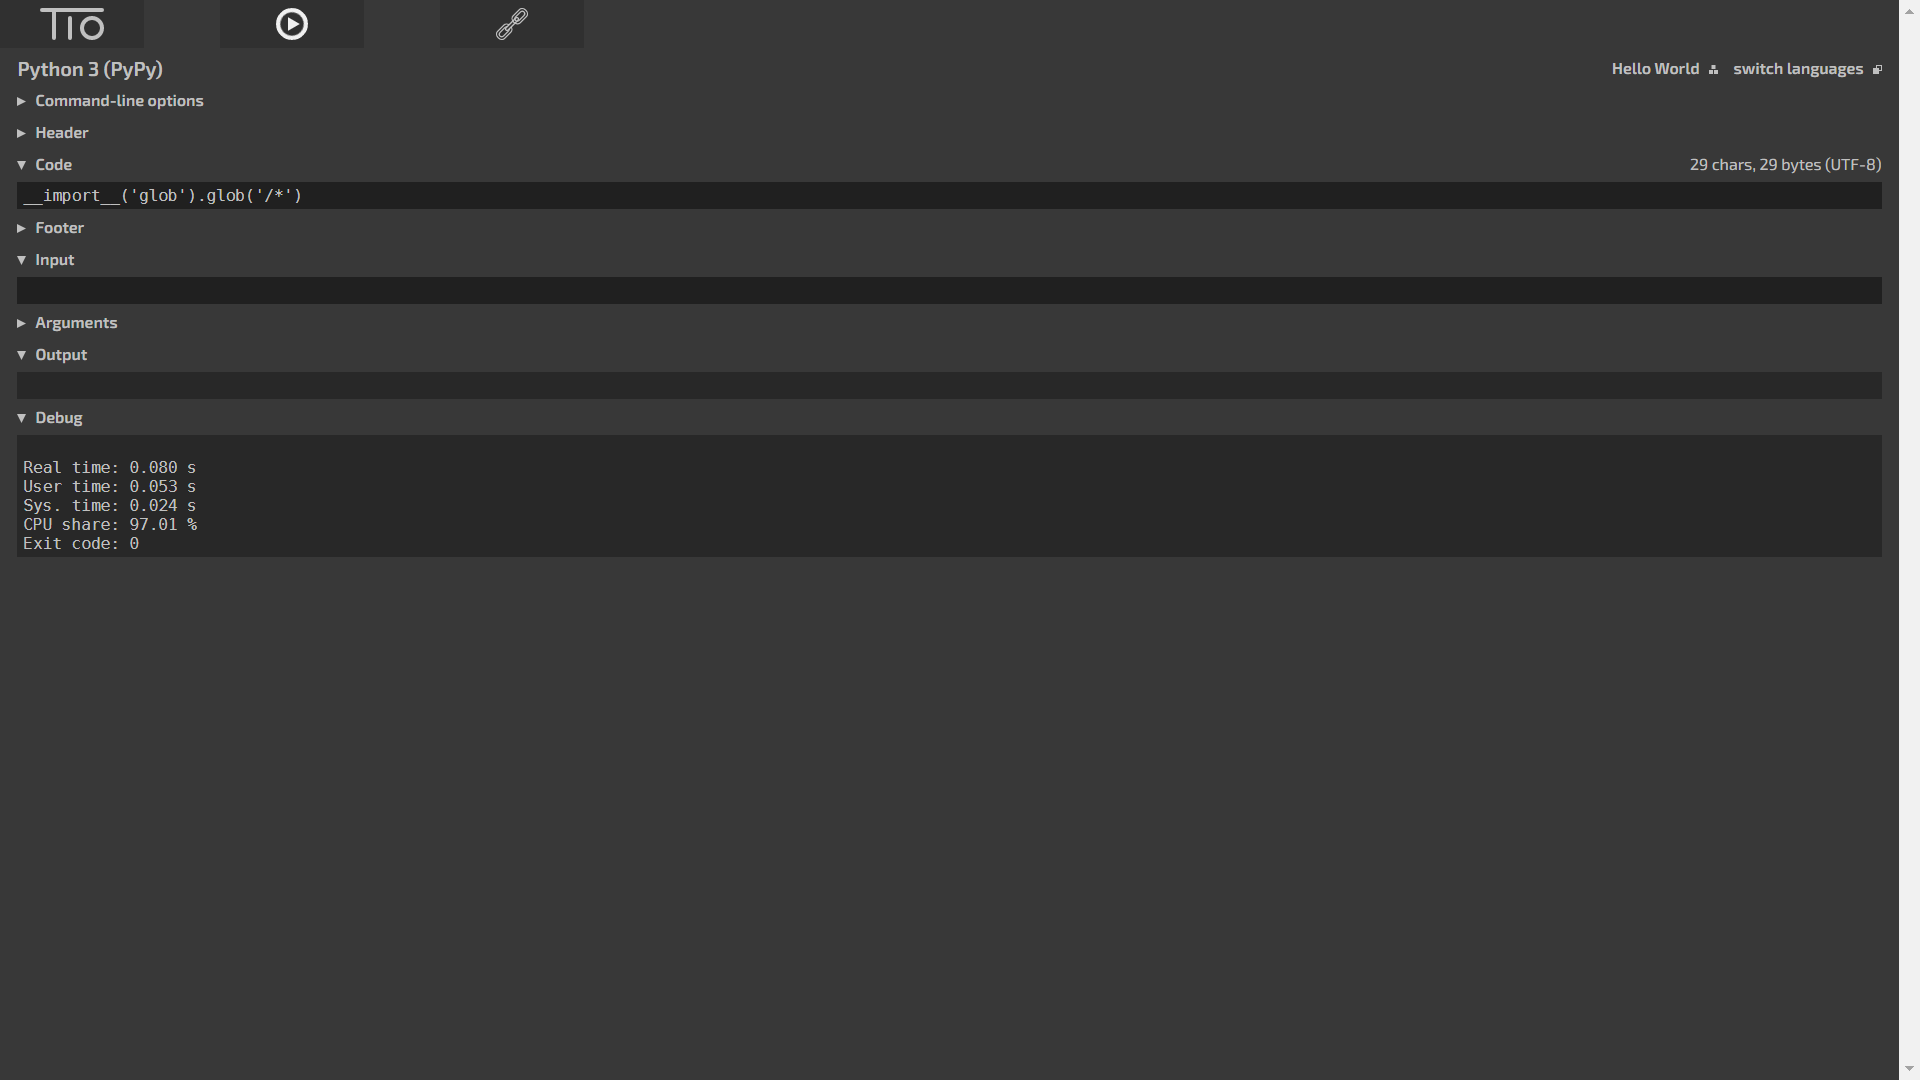 TIO
Python 3 (PyPy)
Hello World switch languages
Command-line options
Header
Code
29 chars, 29 bytes (UTF-8)
__import__('glob').glob('/*')
Footer
Input
Arguments
Output
Debug
Real time: 0.080 s
User time: 0.053 s
Sys. time: 0.024 s
CPU share: 97.01 %
Exit code: 0